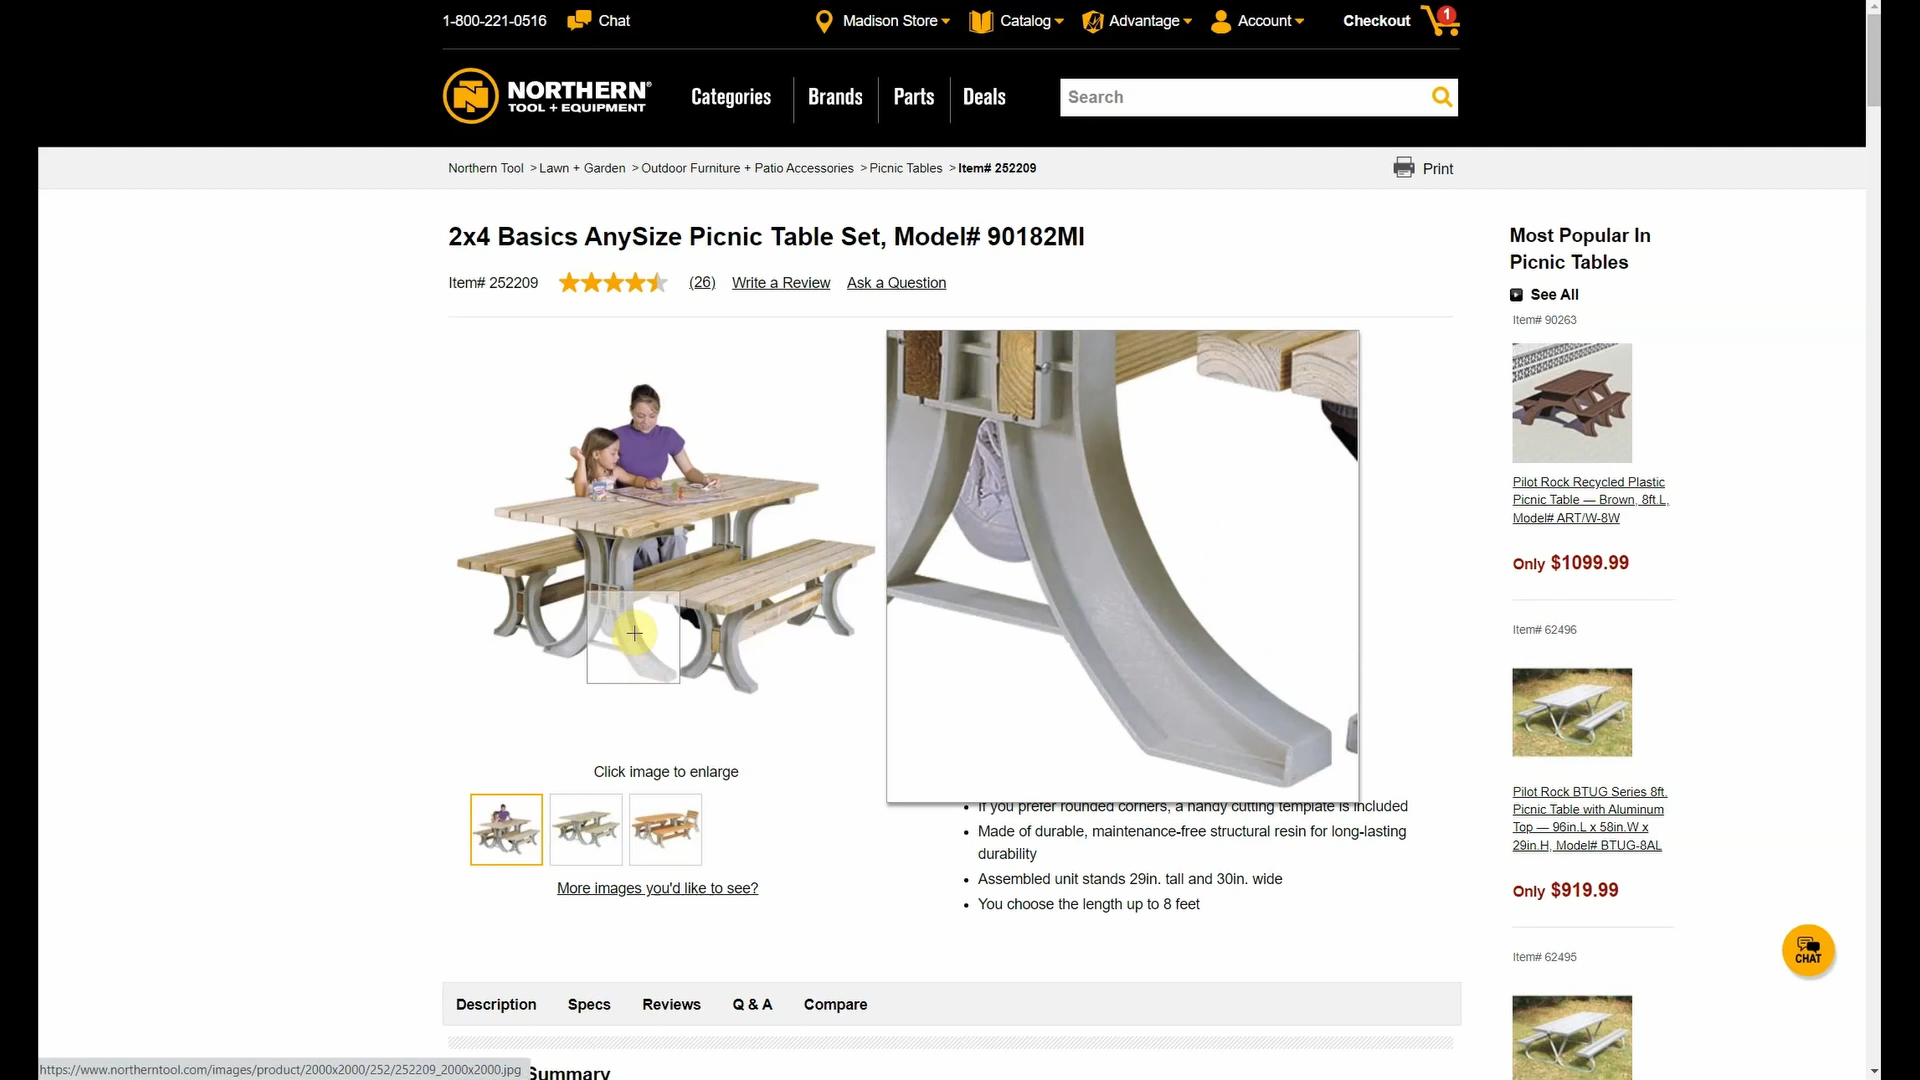 1-800-221-0516 Chat Madison Store Catalog Advantage Account Checkout 1
NORTHERN®
TOOL + EQUIPMENT
Categories Brands Parts Deals Search
Northern Tool > Lawn + Garden > Outdoor Furniture + Patio Accessories > Picnic Tables > Item# 252209 Print
2x4 Basics AnySize Picnic Table Set, Model# 90182MI
Item# 252209 (26) Write a Review Ask a Question
Click image to enlarge
More images you'd like to see?
• If you prefer rounded corners, a handy cutting template is included
• Made of durable, maintenance-free structural resin for long-lasting
durability
• Assembled unit stands 29in. tall and 30in. wide
• You choose the length up to 8 feet
Most Popular In
Picnic Tables
See All
Item# 90263
Pilot Rock Recycled Plastic
Picnic Table — Brown, 8ft.L,
Model# ART/W-8W
Only $1099.99
Item# 62496
Pilot Rock BTUG Series 8ft.
Picnic Table with Aluminum
Top — 96in.L x 58in.W x
29in.H, Model# BTUG-8AL
Only $919.99
Item# 62495
CHAT
Description Specs Reviews Q & A Compare
Summary
https://www.northerntool.com/images/product/2000x2000/252/252209_2000x2000.jpg